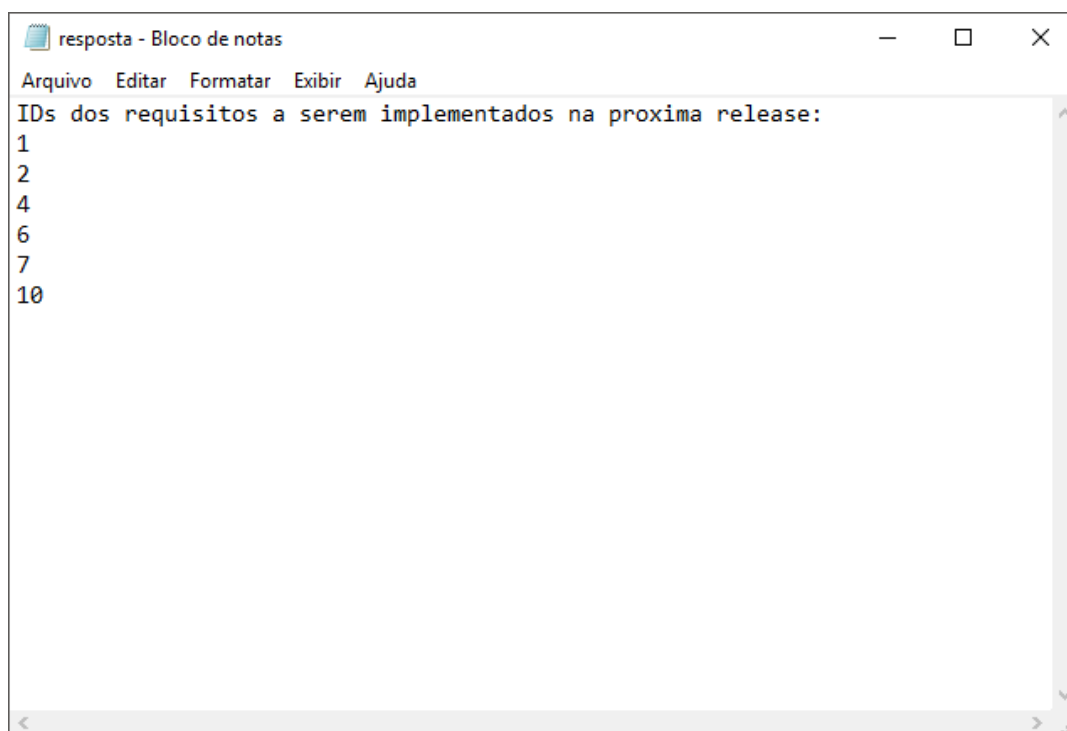 resposta - Bloco de notas
Arquivo Editar Formatar Exibir Ajuda
IDs dos requisitos a serem implementados na proxima release:
1
2
4
6
7
10